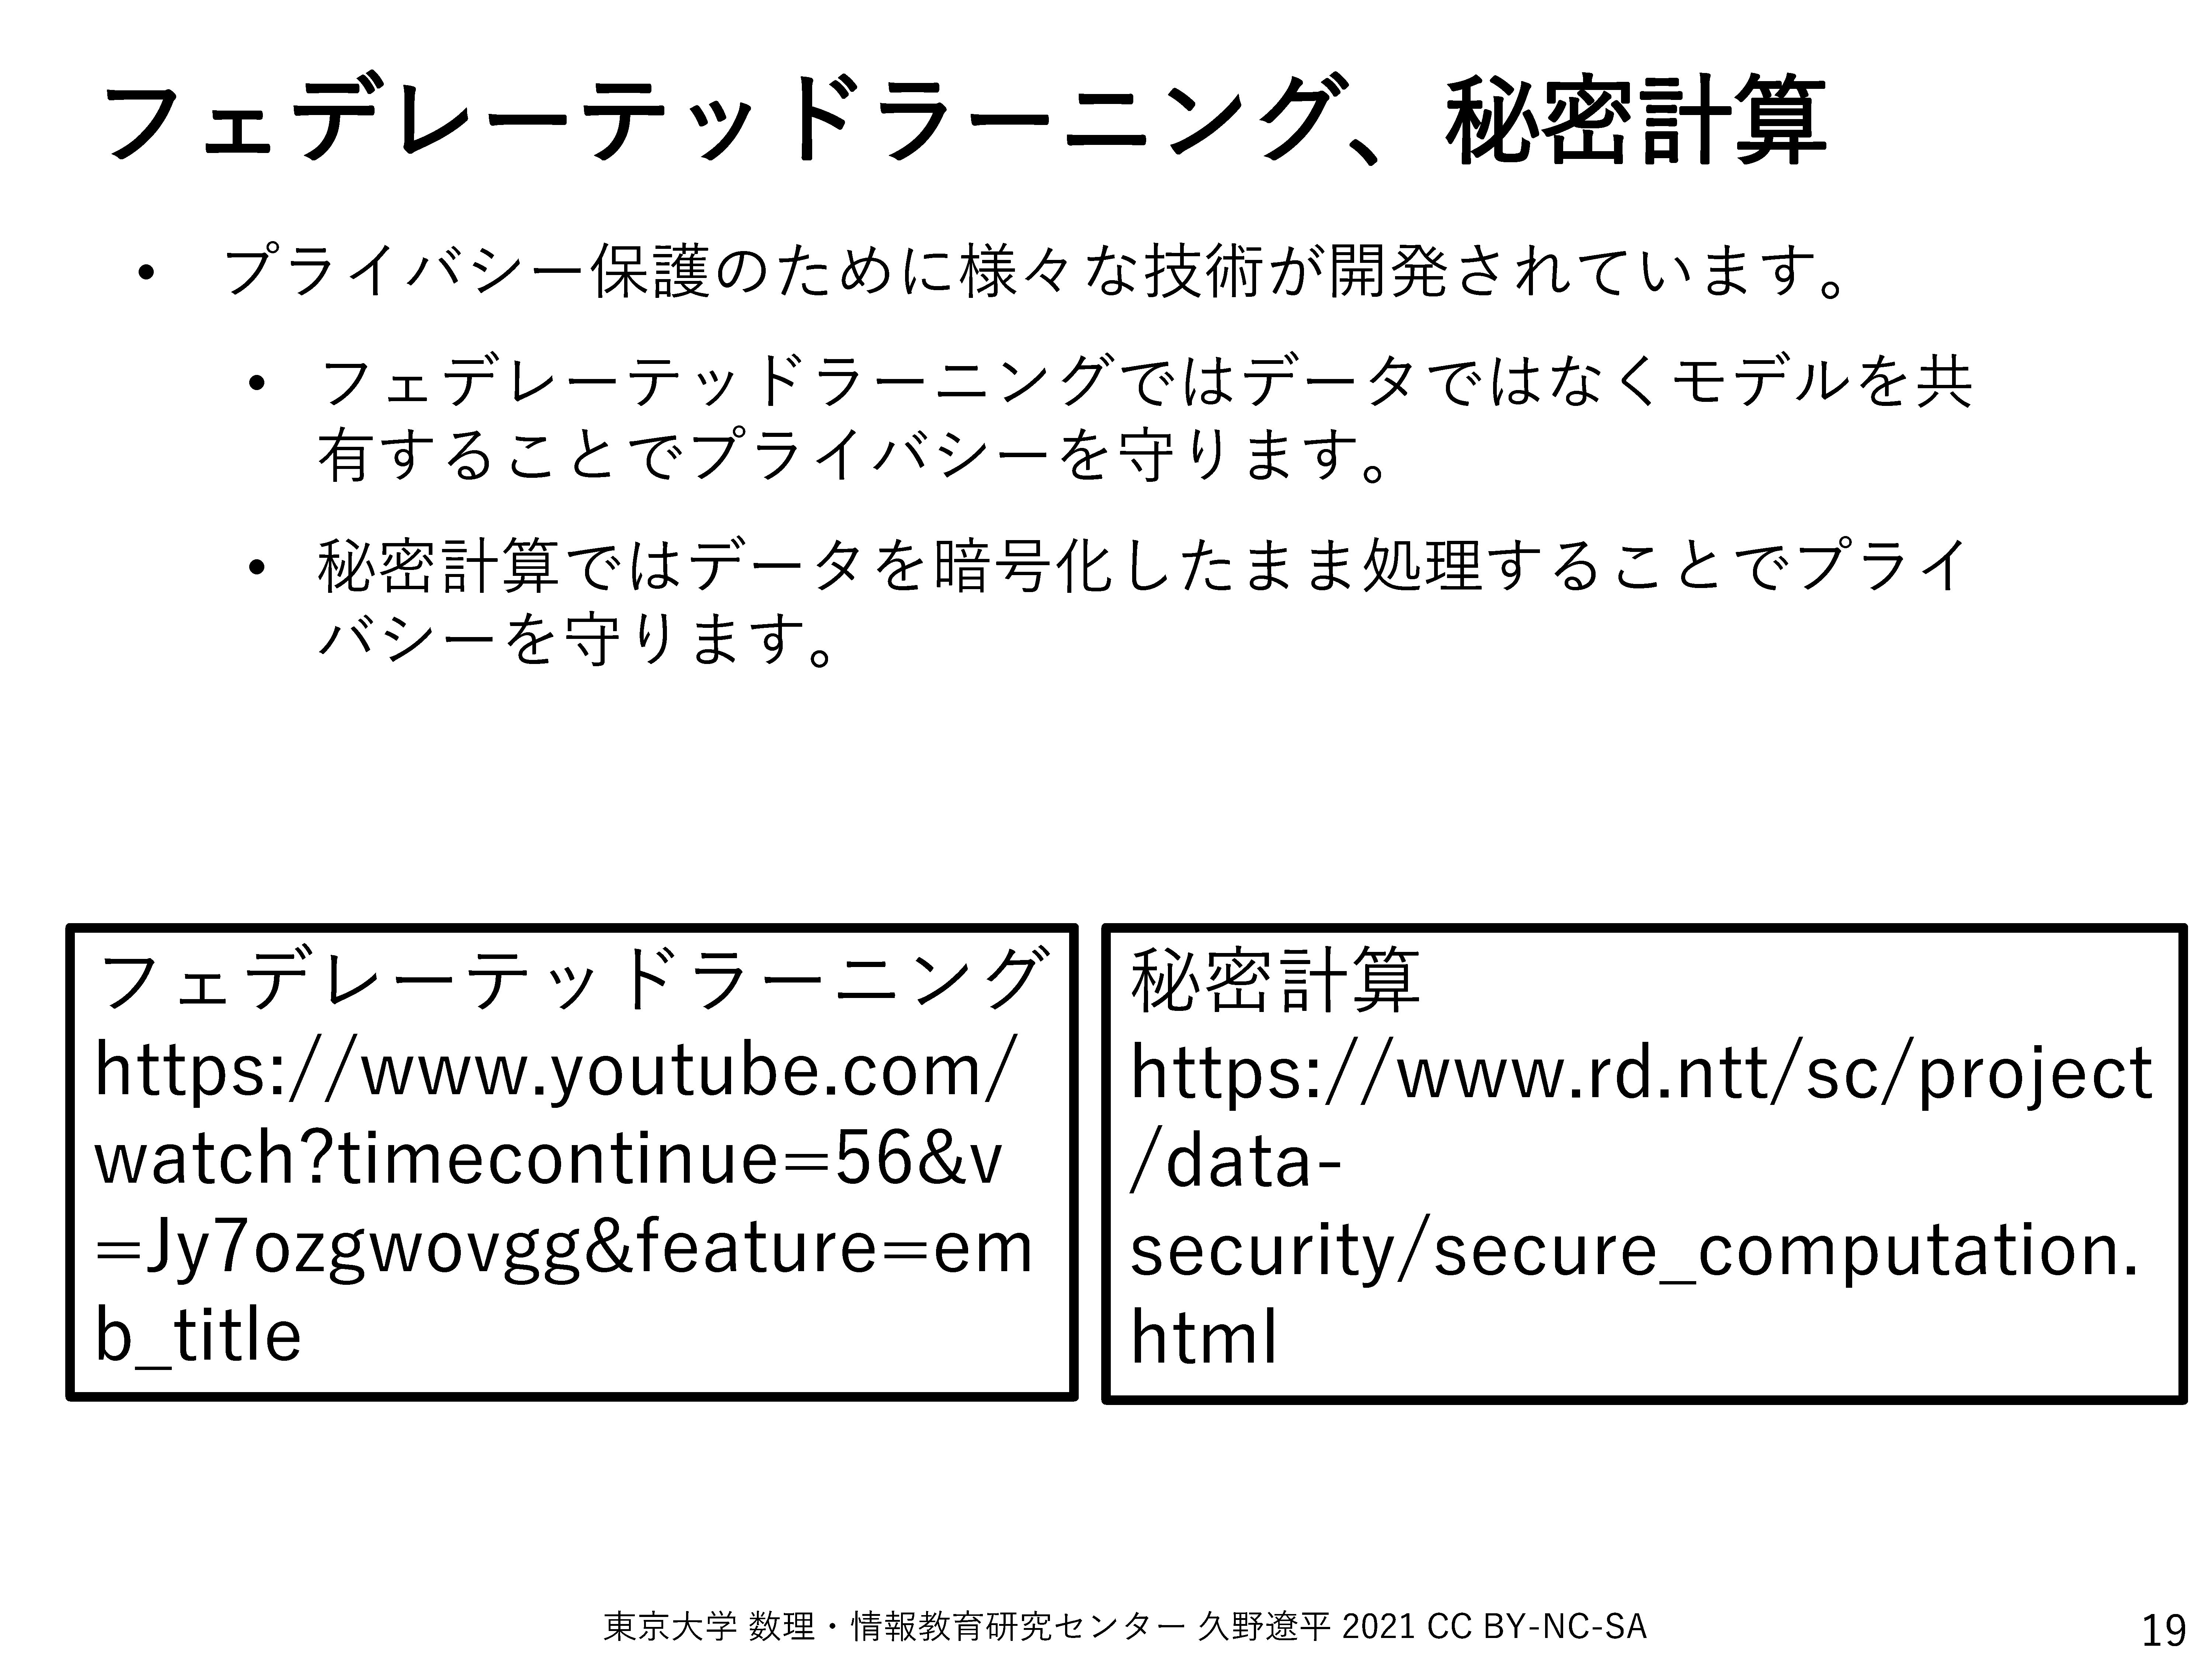 フェデレーテッドラーニング、秘密計算
• プライバシー保護のために様々な技術が開発されています。
• フェデレーテッドラーニングではデータではなくモデルを共
有することでプライバシーを守ります。
• 秘密計算ではデータを暗号化したまま処理することでプライ
バシーを守ります。
フェデレーテッドラーニング
https://www.youtube.com/
watch?timecontinue=56&v
=Jy7ozgwovgg&feature=em
b_title
秘密計算
https://www.rd.ntt/sc/project
/data-
security/secure_computation.
html
東京大学 数理・情報教育研究センター 久野遼平 2021 CC BY-NC-SA
19